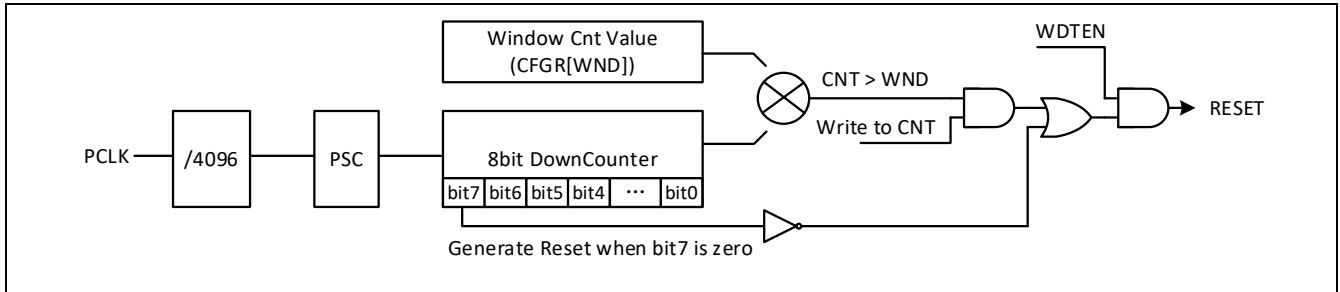 Window Cnt Value
(CFGR[WND])
WDTEN
CNT > WND
Write to CNT
RESET
PCLK
/4096
PSC
8bit DownCounter
bit7 bit6 bit5 bit4 ··· bit0
Generate Reset when bit7 is zero